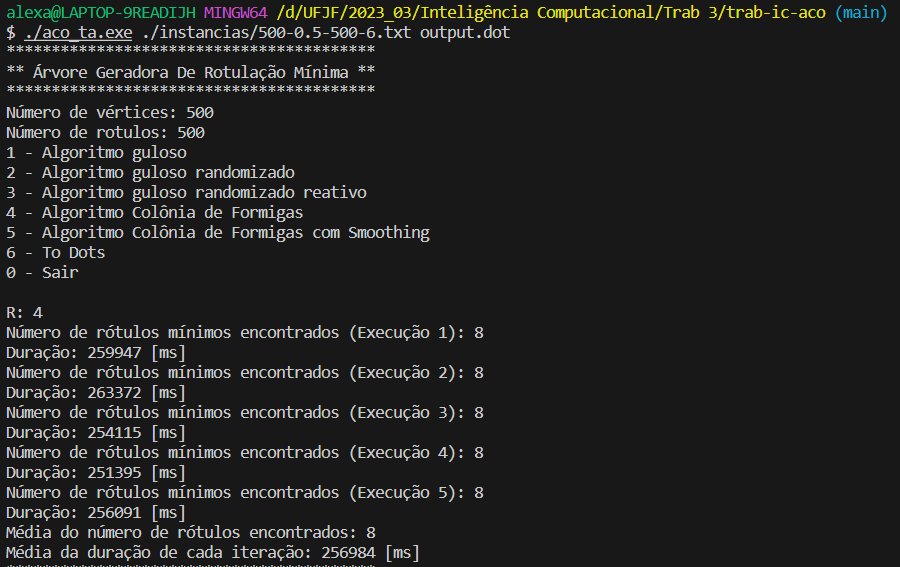 alexa@LAPTOP-9READIJH MINGW64 /d/UFJF/2023_03/Inteligência Computacional/Trab 3/trab-ic-aco (main)
$ ./aco_ta.exe ./instancias/500-0.5-500-6.txt output.dot
*****************************************
** Árvore Geradora De Rotulação Mínima **
*****************************************
Número de vértices: 500
Número de rotulos: 500
1 - Algoritmo guloso
2 - Algoritmo guloso randomizado
3 - Algoritmo guloso randomizado reativo
4 - Algoritmo Colônia de Formigas
5 - Algoritmo Colônia de Formigas com Smoothing
6 - To Dots
0 - Sair
R: 4
Número de rótulos mínimos encontrados (Execução 1): 8
Duração: 259947 [ms]
Número de rótulos mínimos encontrados (Execução 2): 8
Duração: 263372 [ms]
Número de rótulos mínimos encontrados (Execução 3): 8
Duração: 254115 [ms]
Número de rótulos mínimos encontrados (Execução 4): 8
Duração: 251395 [ms]
Número de rótulos mínimos encontrados (Execução 5): 8
Duração: 256091 [ms]
Média do número de rótulos encontrados: 8
Média da duração de cada iteração: 256984 [ms]
*****************************************